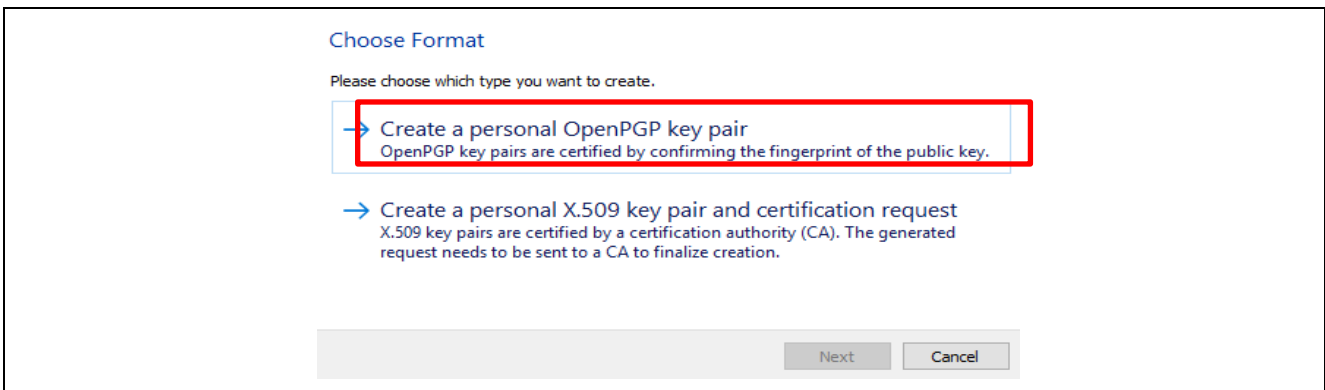 Choose Format
Please choose which type you want to create.
Create a personal OpenPGP key pair
OpenPGP key pairs are certified by confirming the fingerprint of the public key.
Create a personal X.509 key pair and certification request
X.509 key pairs are certified by a certification authority (CA). The generated
request needs to be sent to a CA to finalize creation.
Next Cancel